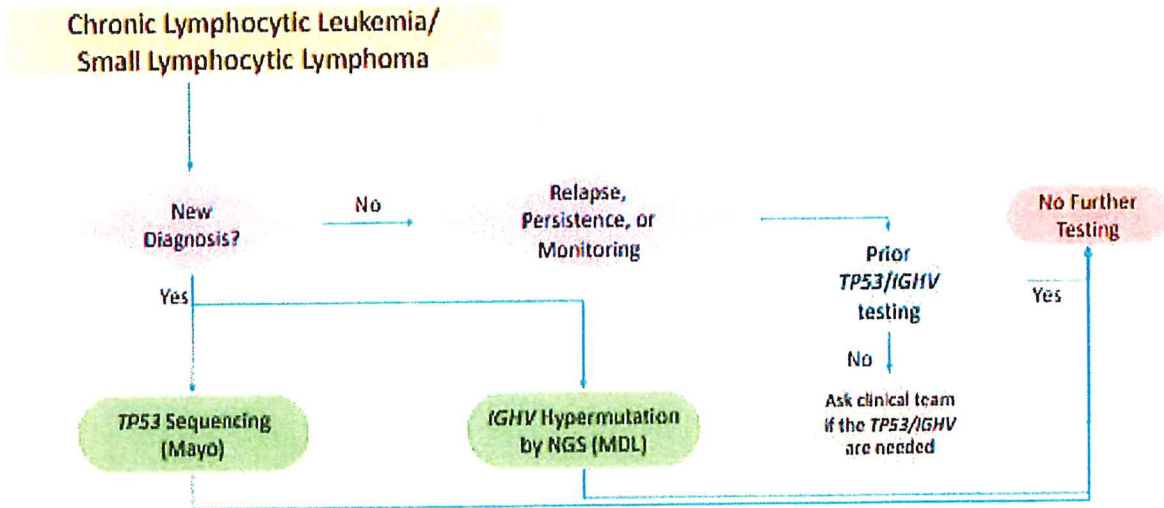 Chronic Lymphocytic Leukemia/
Small Lymphocytic Lymphoma
New
Diagnosis?
No
Relapse,
Persistence, or
Monitoring
No Further
Testing
Prior
TP53/IGHV
testing
Yes
Yes
No
TP53 Sequencing
(Mayo)
IGHV Hypermutation
by NGS (MDL)
Ask clinical team
if the TP53/IGHV
are needed